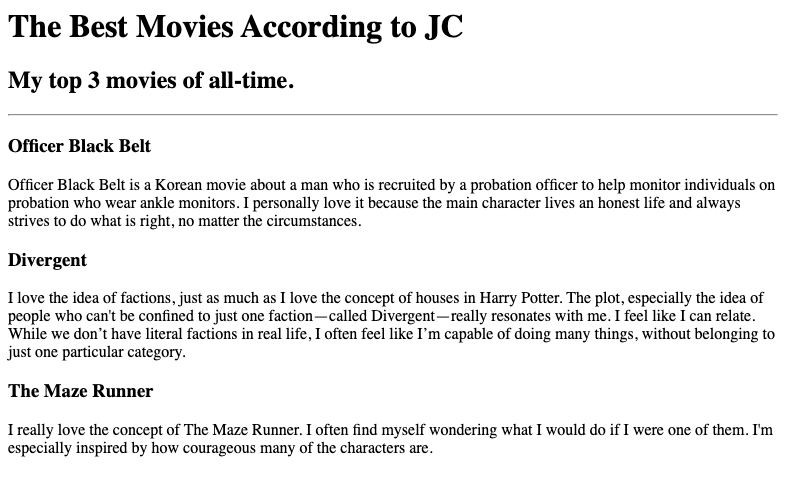 The Best Movies According to JC
My top 3 movies of all-time.
Officer Black Belt
Officer Black Belt is a Korean movie about a man who is recruited by a probation officer to help monitor individuals on
probation who wear ankle monitors. I personally love it because the main character lives an honest life and always
strives to do what is right, no matter the circumstances.
Divergent
I love the idea of factions, just as much as I love the concept of houses in Harry Potter. The plot, especially the idea of
people who can't be confined to just one faction—called Divergent—really resonates with me. I feel like I can relate.
While we don’t have literal factions in real life, I often feel like I’m capable of doing many things, without belonging to
just one particular category.
The Maze Runner
I really love the concept of The Maze Runner. I often find myself wondering what I would do if I were one of them. I'm
especially inspired by how courageous many of the characters are.